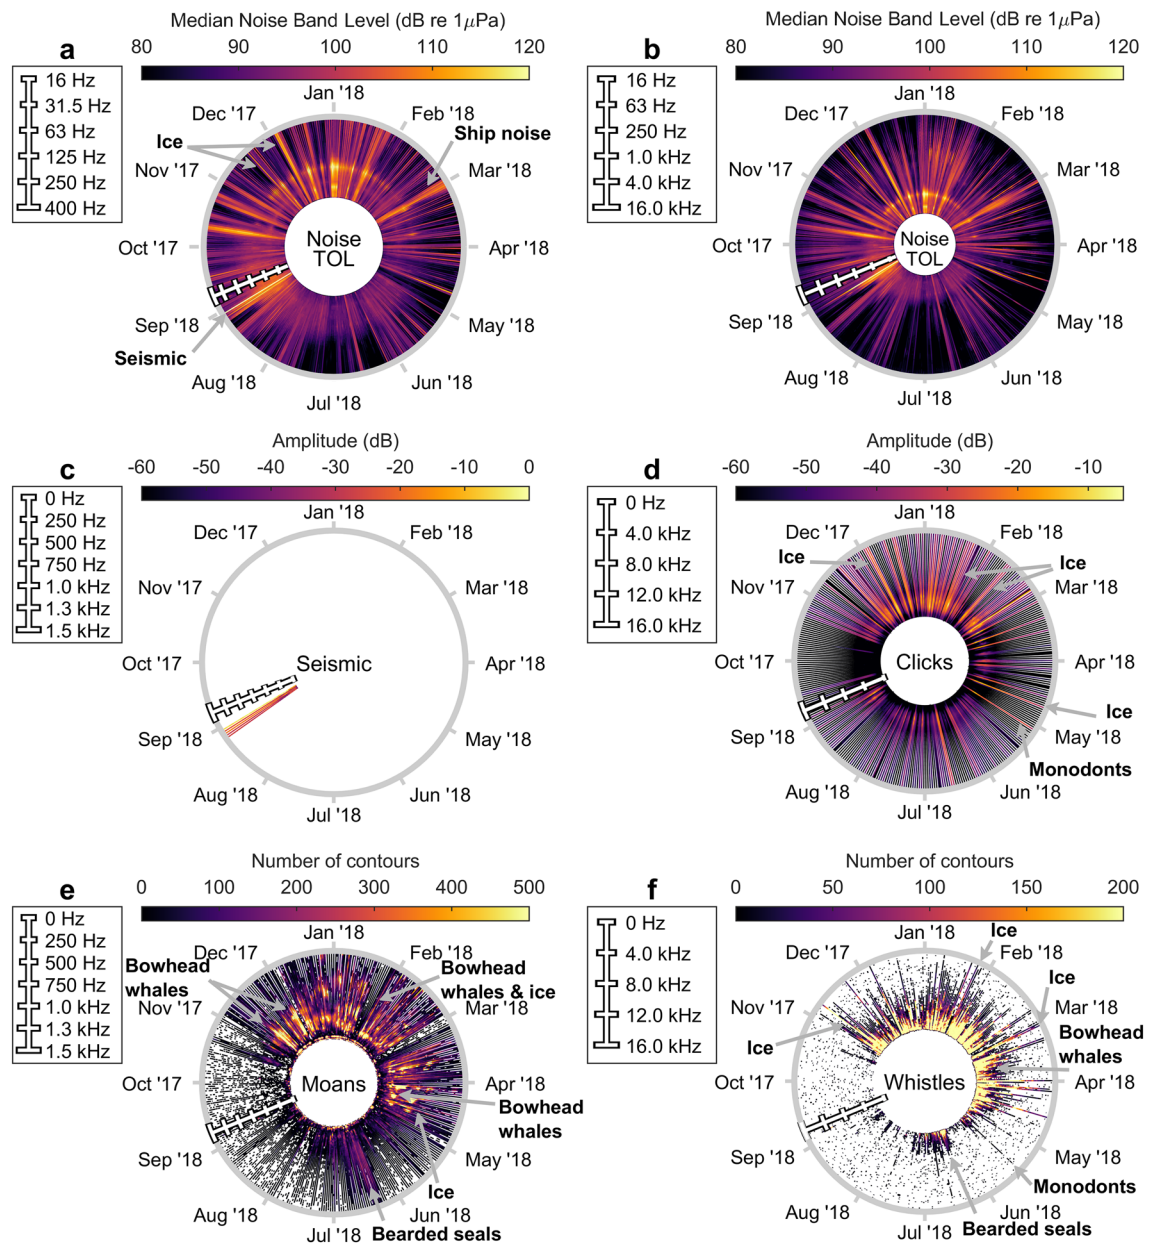 Median Noise Band Level (dB re 1μPa)
a
80 90 100 110 120
16 Hz
31.5 Hz
63 Hz
125 Hz
250 Hz
400 Hz
Jan '18
Feb '18
Mar '18
Apr '18
May '18
Jun '18
Jul '18
Aug '18
Sep '18
Oct '17
Nov '17
Dec '17
Ice
Ship noise
Seismic
Noise
TOL
Median Noise Band Level (dB re 1μPa)
b
80 90 100 110 120
16 Hz
63 Hz
250 Hz
1.0 kHz
4.0 kHz
16.0 kHz
Jan '18
Feb '18
Mar '18
Apr '18
May '18
Jun '18
Jul '18
Aug '18
Sep '18
Oct '17
Nov '17
Dec '17
Noise
TOL
Amplitude (dB)
c
-60 -50 -40 -30 -20 -10 0
0 Hz
250 Hz
500 Hz
750 Hz
1.0 kHz
1.3 kHz
1.5 kHz
Jan '18
Feb '18
Mar '18
Apr '18
May '18
Jun '18
Jul '18
Aug '18
Sep '18
Oct '17
Nov '17
Dec '17
Seismic
Amplitude (dB)
d
-60 -50 -40 -30 -20 -10
0 Hz
4.0 kHz
8.0 kHz
12.0 kHz
16.0 kHz
Jan '18
Feb '18
Mar '18
Apr '18
May '18
Jun '18
Jul '18
Aug '18
Sep '18
Oct '17
Nov '17
Dec '17
Ice
Ice
Ice
Monodonts
Clicks
Number of contours
e
0 100 200 300 400 500
0 Hz
250 Hz
500 Hz
750 Hz
1.0 kHz
1.3 kHz
1.5 kHz
Feb '18
Mar '18
Apr '18
May '18
Jun '18
Jul '18
Aug '18
Sep '18
Oct '17
Nov '17
Dec '17
Bowhead
whales
Bowhead
whales & ice
Bowhead
whales
Ice
Bearded seals
Moans
Number of contours
f
0 50 100 150 200
0 Hz
4.0 kHz
8.0 kHz
12.0 kHz
16.0 kHz
Jan '18
Feb '18
Mar '18
Apr '18
May '18
Jun '18
Jul '18
Aug '18
Sep '18
Oct '17
Nov '17
Dec '17
Ice
Ice
Ice
Bowhead
whales
Monodonts
Bearded seals
Whistles